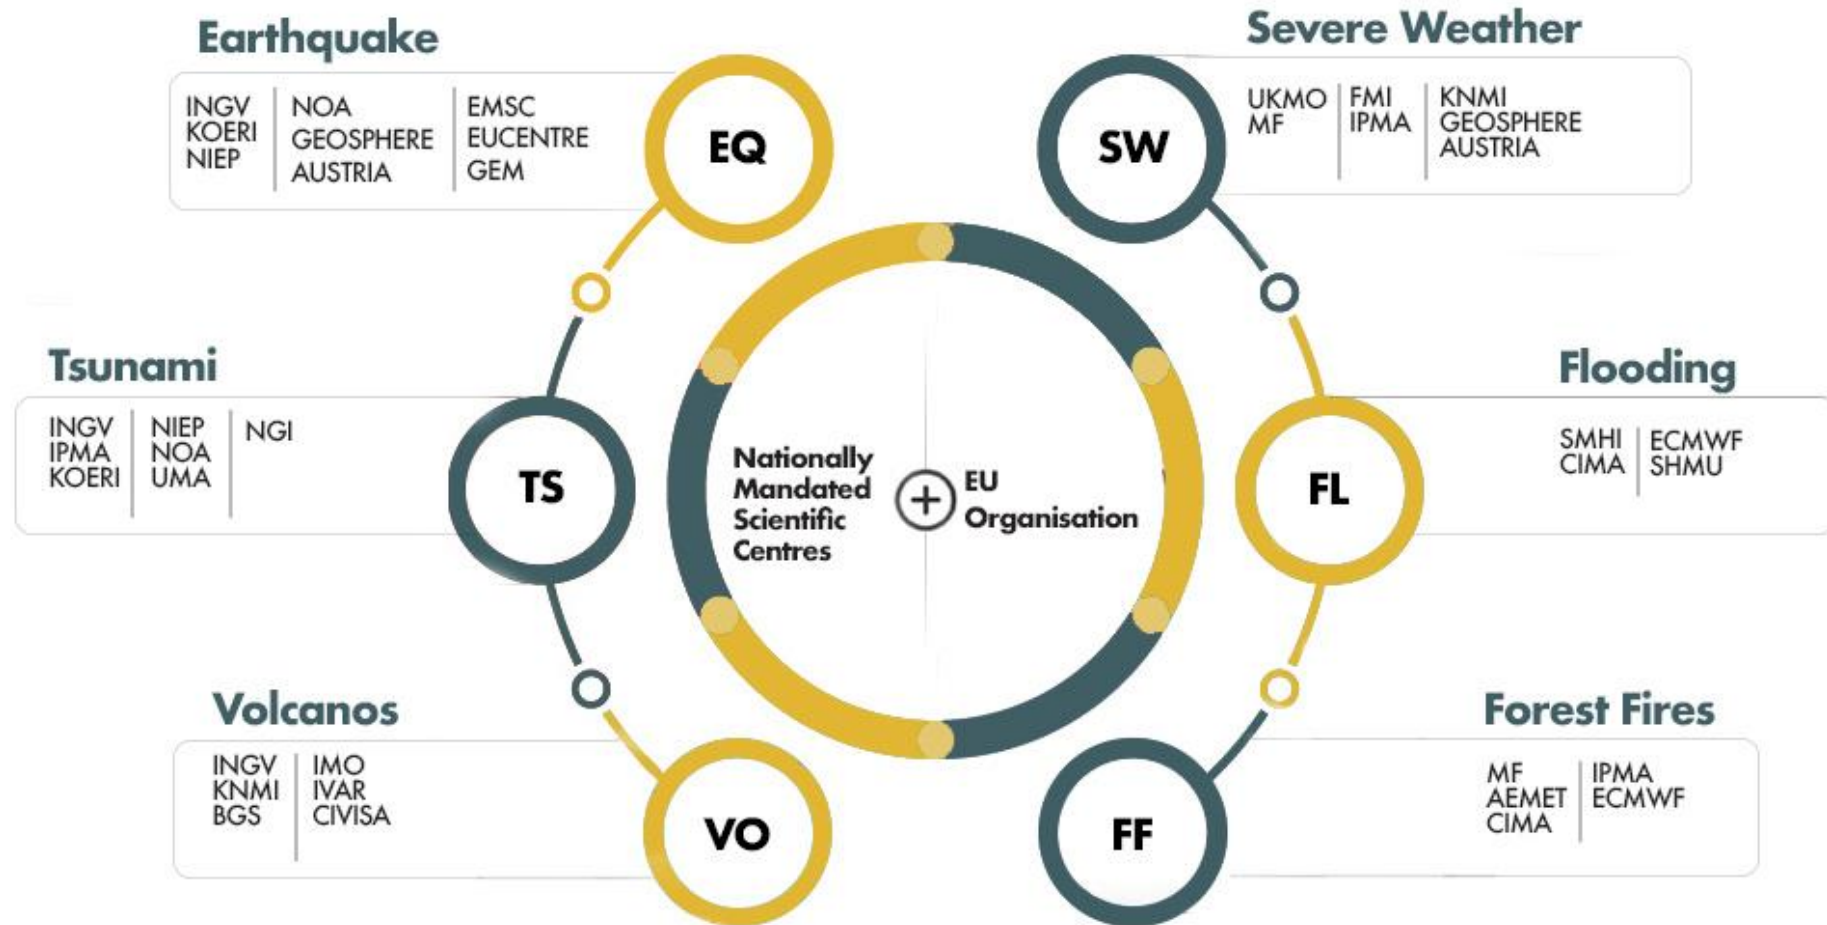 Earthquake
INGV
KOERI
NIEP
NOA
GEOSPHERE
AUSTRIA
EMSC
EUCENTRE
GEM
EQ
Severe Weather
UKMO
MF
FMI
IPMA
KNMI
GEOSPHERE
AUSTRIA
SW
Tsunami
INGV
IPMA
KOERI
NIEP
NOA
UMA
NGI
TS
Nationally
Mandated
Scientific
Centres
+
EU
Organisation
Flooding
SMHI
CIMA
ECMWF
SHMU
FL
Volcanos
INGV
KNMI
BGS
IMO
IVAR
CIVISA
VO
Forest Fires
MF
AEMET
CIMA
IPMA
ECMWF
FF